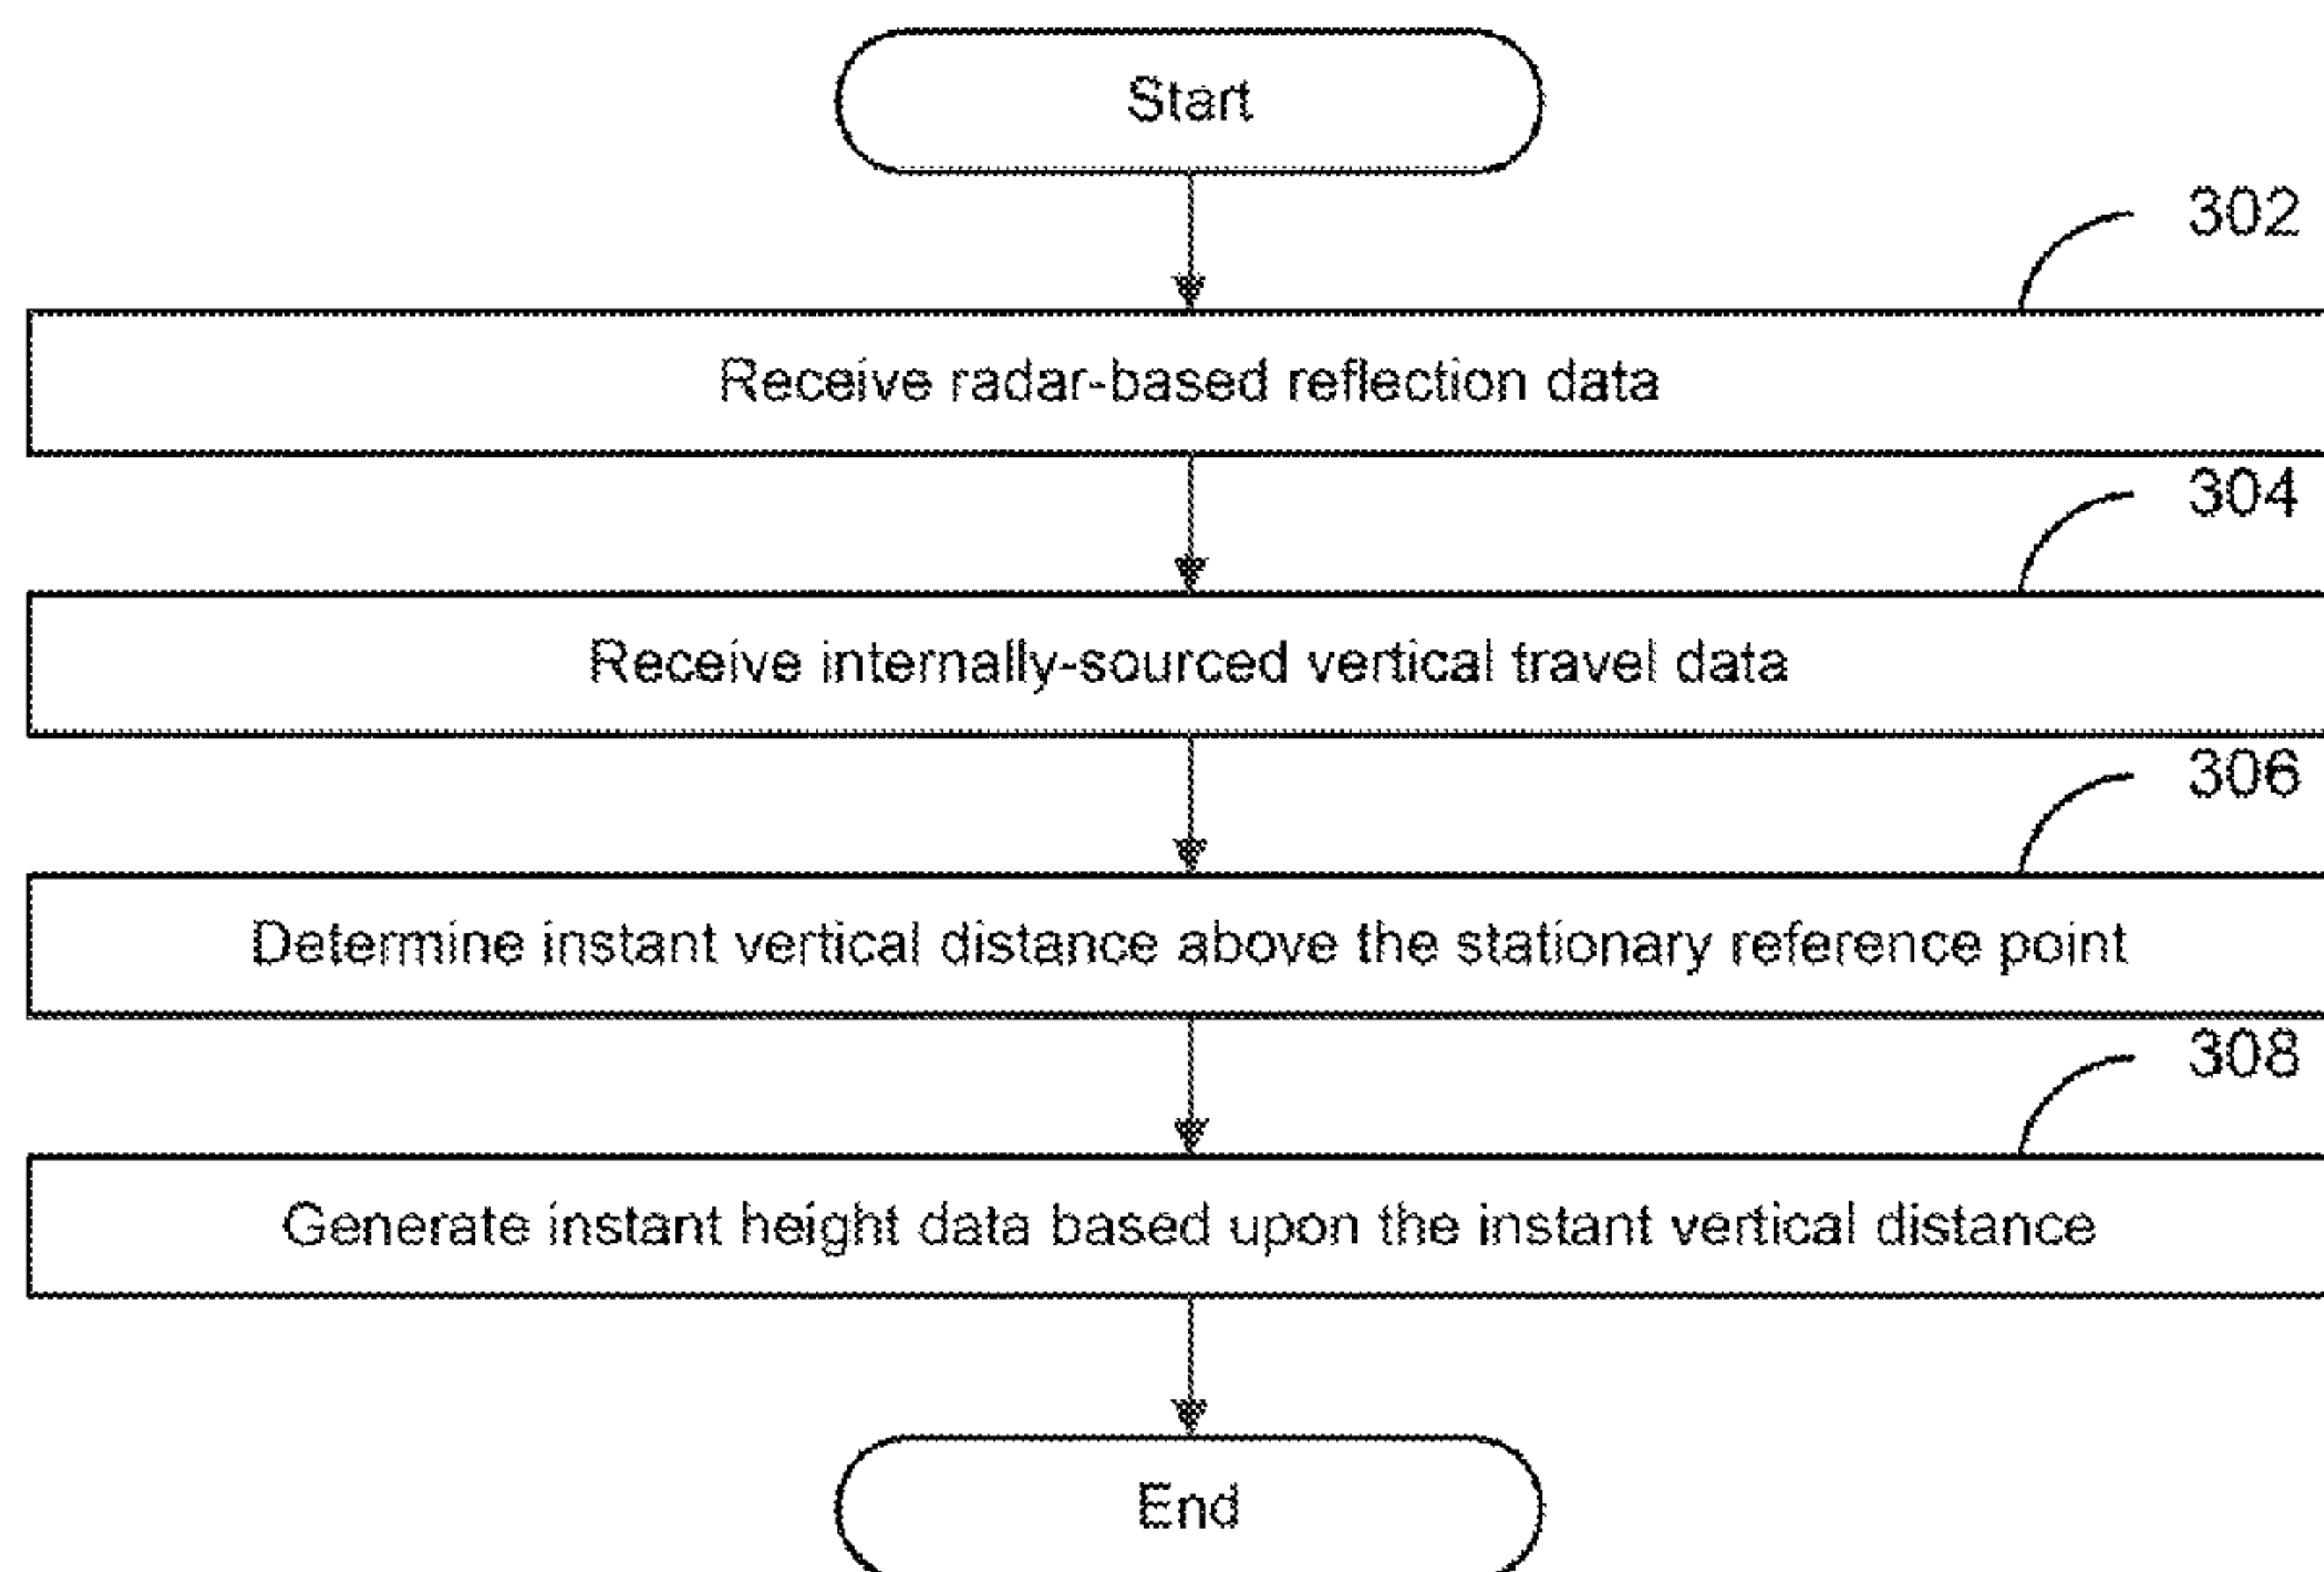 Start
302
Receive radar-based reflection data
304
Receive internally-sourced vertical travel data
306
Determine instant vertical distance above the stationary reference point
308
Generate instant height data based upon the instant vertical distance
End